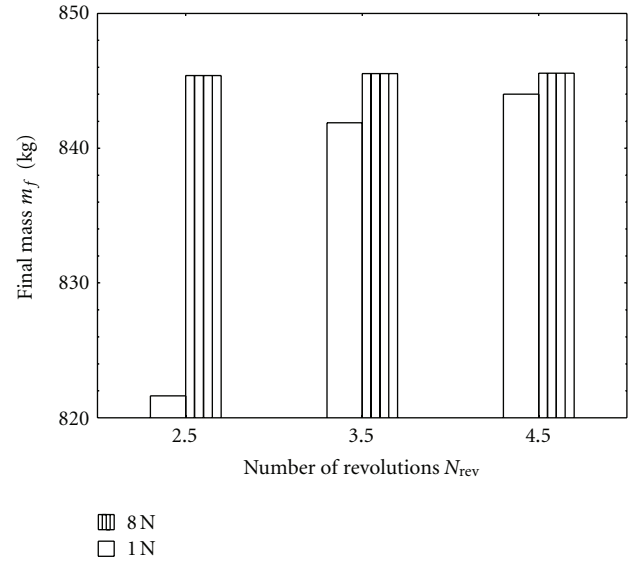 850
840
830
820
Final mass m_f (kg)
2.5
3.5
4.5
Number of revolutions N_rev
8 N
1 N